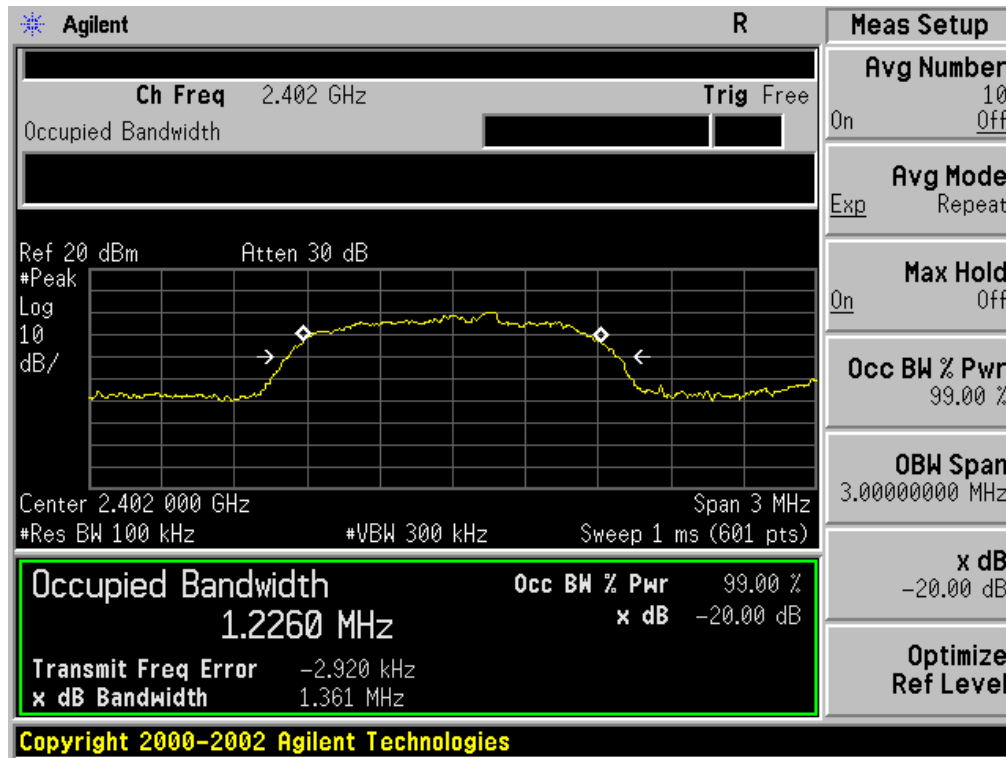 Agilent R
Ch Freq 2.402 GHz Trig Free
Occupied Bandwidth
Ref 20 dBm Atten 30 dB
#Peak
Log
10
dB/
Center 2.402 000 GHz Span 3 MHz
#Res BW 100 kHz #VBW 300 kHz Sweep 1 ms (601 pts)
Occupied Bandwidth Occ BW % Pwr 99.00 %
1.2260 MHz x dB -20.00 dB
Transmit Freq Error -2.920 kHz
x dB Bandwidth 1.361 MHz
Copyright 2000-2002 Agilent Technologies
Meas Setup
Avg Number
10
On Off
Avg Mode
Exp Repeat
Max Hold
On Off
Occ BW % Pwr
99.00 %
OBW Span
3.00000000 MHz
x dB
-20.00 dB
Optimize
Ref Level